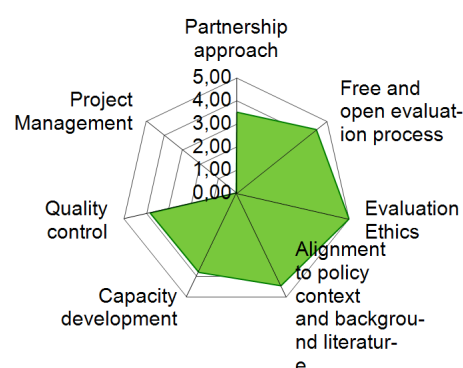 Partnership
approach
5,00
4,00
3,00
2,00
1,00
0,00
Free and
open evaluat-
ion process
Evaluation
Ethics
Alignment
to policy
context
and backgrou-
nd literatur-
e
Capacity
development
Quality
control
Project
Management